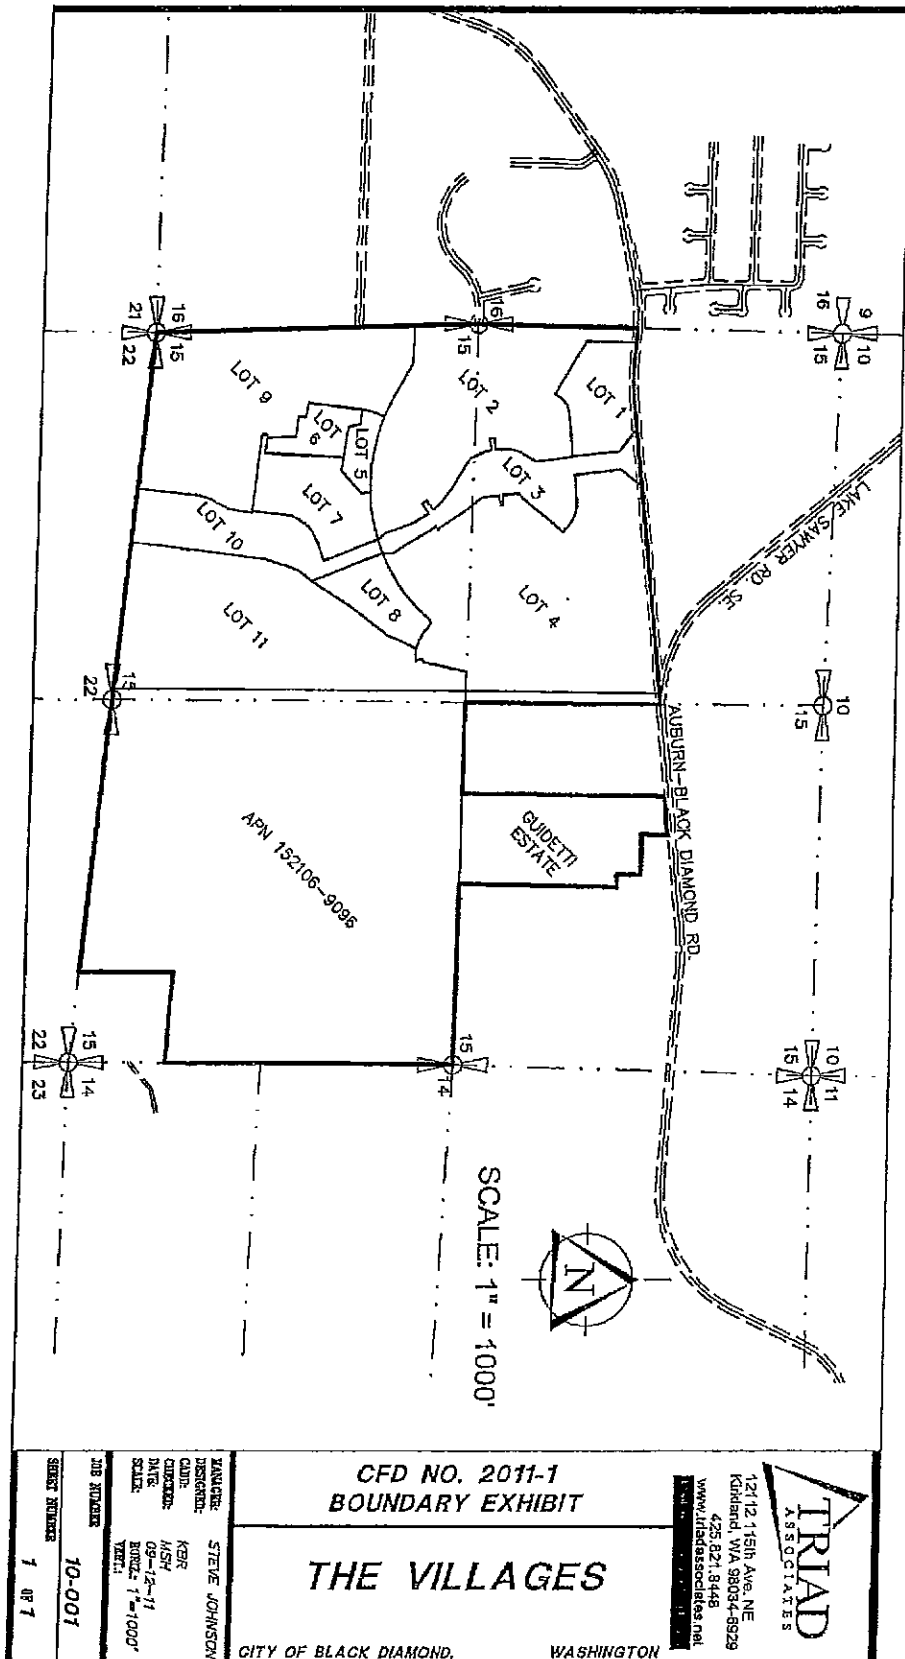 9
16
10
15
16
15
16
21
15
22
LOT 1
LOT 2
LOT 9
LOT 6
LOT 5
LOT 3
LOT 7
LOT 10
LOT 4
LOT 8
LOT 11
LAKE SAWYER RD. SE.
10
15
15
22
AUBURN-BLACK DIAMOND RD.
GUIDETTI
ESTATE
APN 152106-9096
15
14
22
23
15
14
10
11
15
14
SCALE: 1" = 1000'
N
TRIAD
ASSOCIATES
12112 115th Ave. NE
Kirkland, WA 98034-6929
425.821.8448
www.triadassociates.net
CFD NO. 2011-1
BOUNDARY EXHIBIT
THE VILLAGES
CITY OF BLACK DIAMOND, WASHINGTON
MANAGER: STEVE JOHNSON
DESIGNED:
CADD: KBR
CHECKED: MSH
DATE: 09-12-11
SCALE: HORIZ.: 1"=1000'
VERT.:
JOB NUMBER
10-001
SHEET NUMBER
1 OF 1